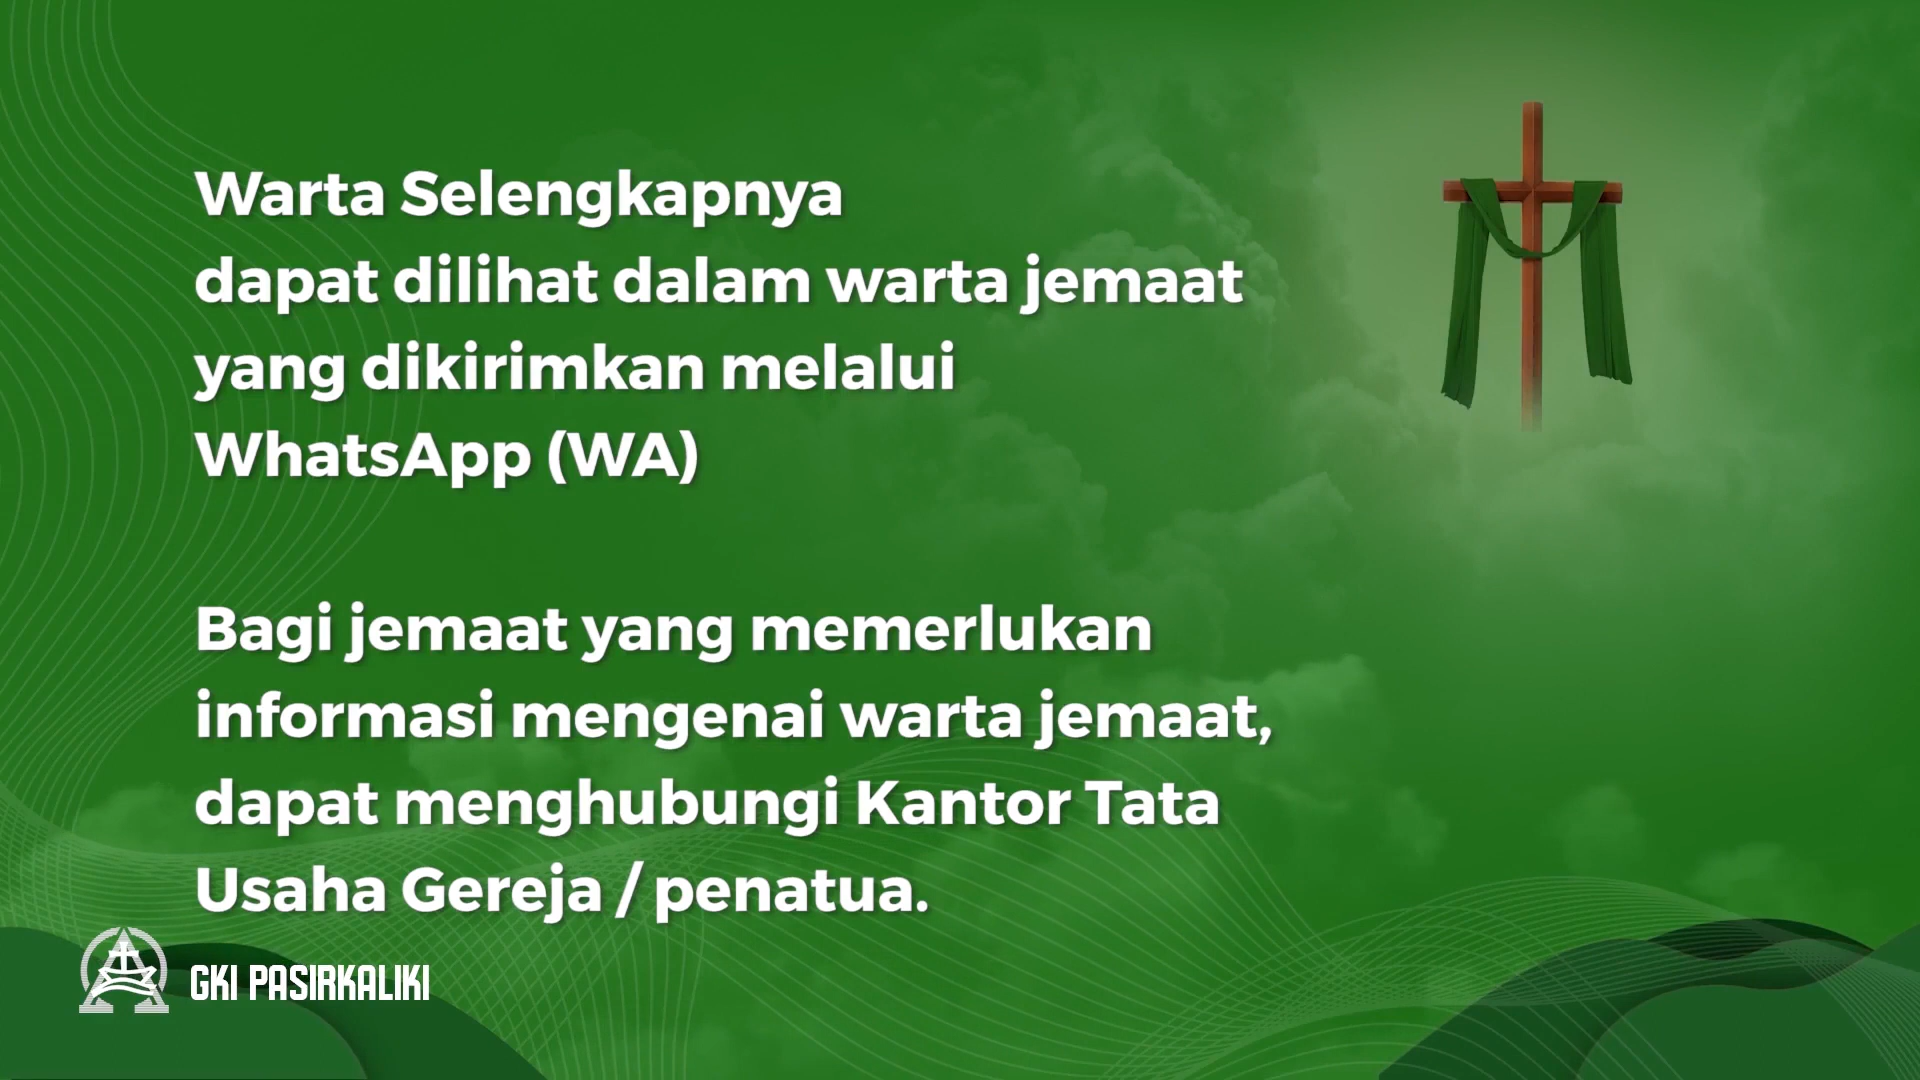 Warta Selengkapnya
dapat dilihat dalam warta jemaat
yang dikirimkan melalui
WhatsApp (WA)
Bagi jemaat yang memerlukan
informasi mengenai warta jemaat,
dapat menghubungi Kantor Tata
Usaha Gereja / penatua.
GKI PASIRKALIKI